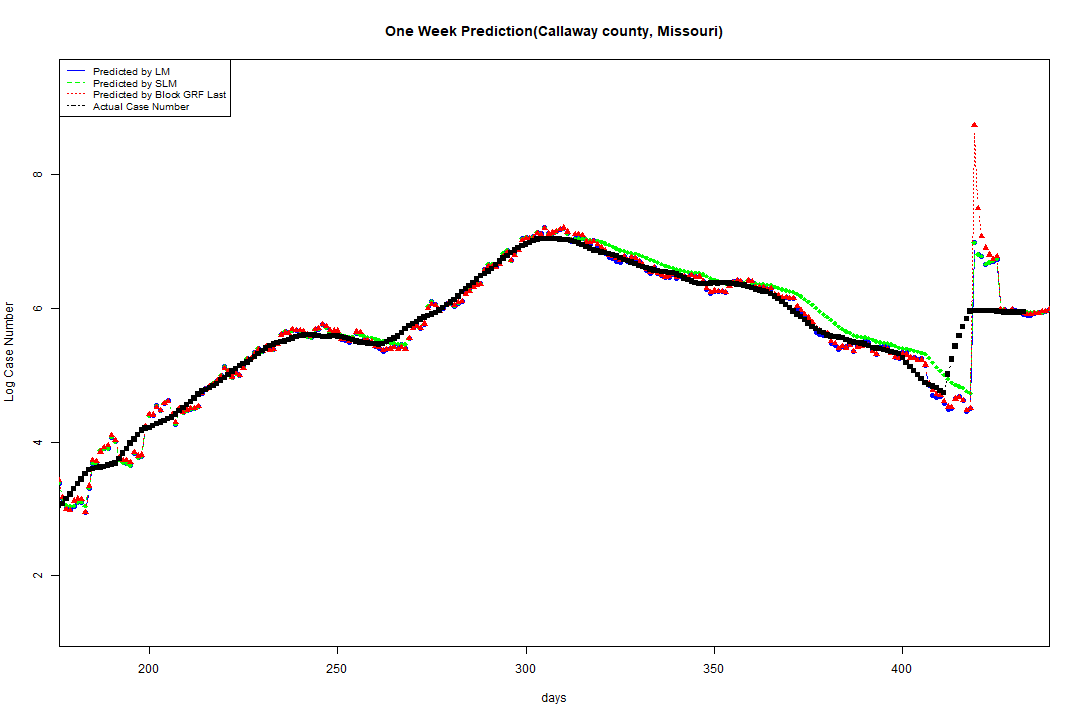 One Week Prediction(Callaway county, Missouri)
Predicted by LM
Predicted by SLM
Predicted by Block GRF Last
Actual Case Number
8
6
4
2
Log Case Number
200 250 300 350 400
days